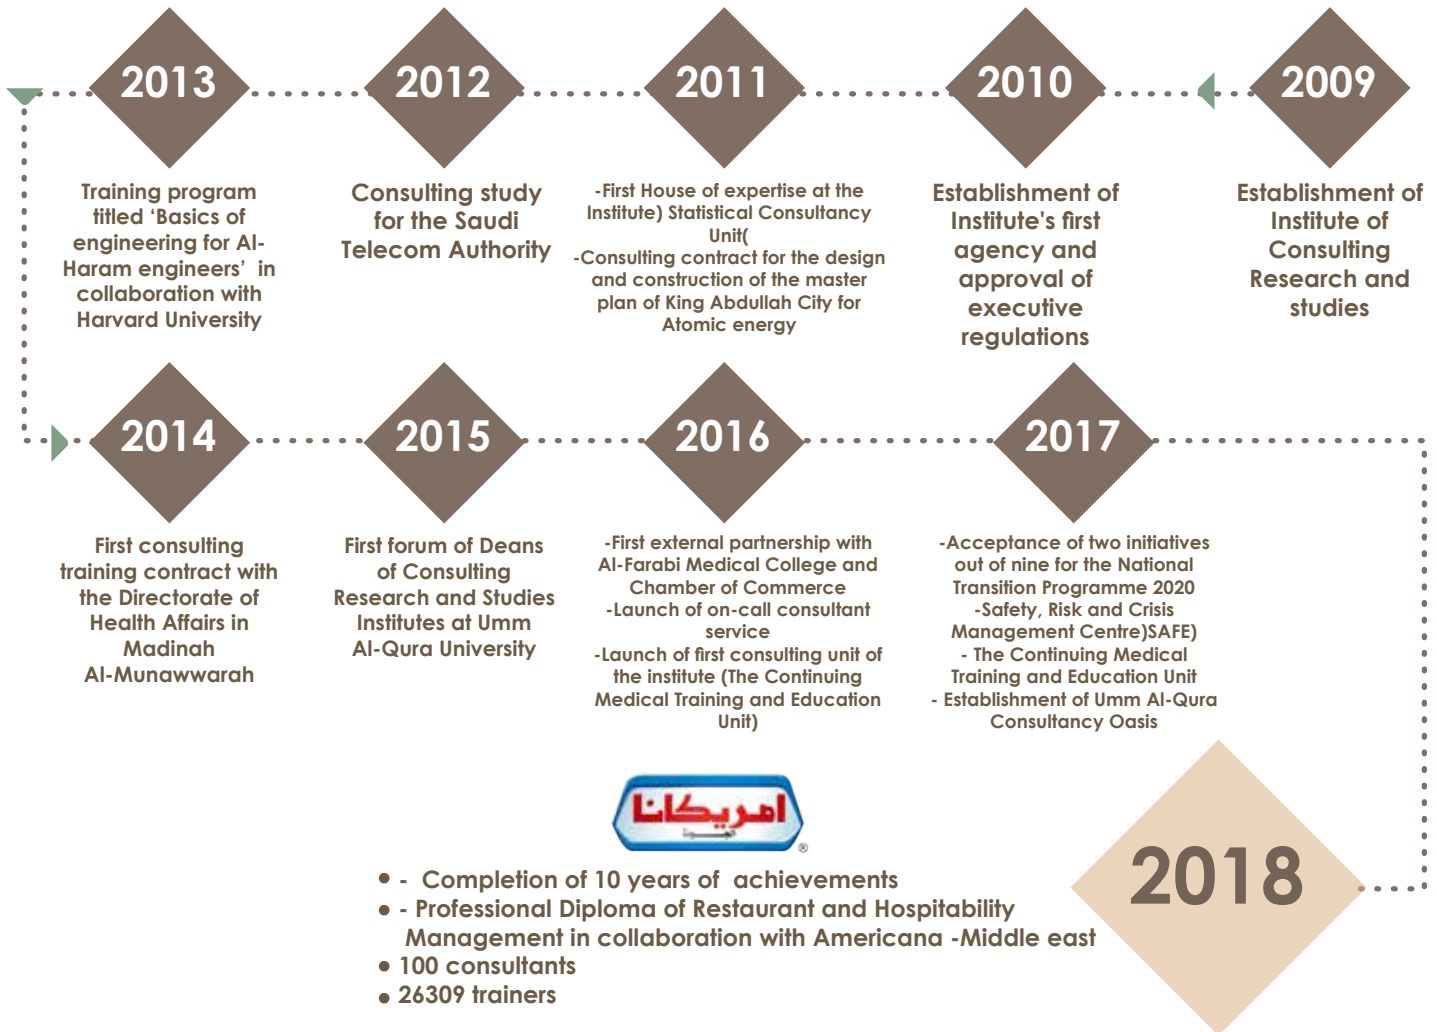 2009
Establishment of
Institute of
Consulting
Research and
studies
2010
Establishment of
Institute's first
agency and
approval of
executive
regulations
2011
-First House of expertise at the
Institute) Statistical Consultancy
Unit(
-Consulting contract for the design
and construction of the master
plan of King Abdullah City for
Atomic energy
2012
Consulting study
for the Saudi
Telecom Authority
2013
Training program
titled ‘Basics of
engineering for Al-
Haram engineers’ in
collaboration with
Harvard University
2014
First consulting
training contract with
the Directorate of
Health Affairs in
Madinah
Al-Munawwarah
2015
First forum of Deans
of Consulting
Research and Studies
Institutes at Umm
Al-Qura University
2016
-First external partnership with
Al-Farabi Medical College and
Chamber of Commerce
-Launch of on-call consultant
service
-Launch of first consulting unit of
the institute (The Continuing
Medical Training and Education
Unit)
2017
-Acceptance of two initiatives
out of nine for the National
Transition Programme 2020
-Safety, Risk and Crisis
Management Centre)SAFE)
- The Continuing Medical
Training and Education Unit
- Establishment of Umm Al-Qura
Consultancy Oasis
2018
امريكانا
®
● - Completion of 10 years of achievements
● - Professional Diploma of Restaurant and Hospitability
Management in collaboration with Americana -Middle east
● 100 consultants
● 26309 trainers